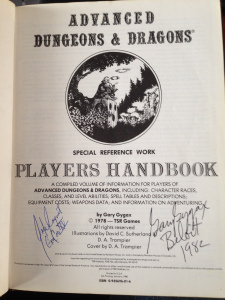 ADVANCED
DUNGEONS & DRAGONS®
SPECIAL REFERENCE WORK
PLAYERS HANDBOOK
A COMPILED VOLUME OF INFORMATION FOR PLAYERS OF
ADVANCED DUNGEONS & DRAGONS, INCLUDING: CHARACTER RACES,
CLASSES, AND LEVEL ABILITIES; SPELL TABLES AND DESCRIPTIONS;
EQUIPMENT COSTS; WEAPONS DATA; AND INFORMATION ON ADVENTURING.
by Gary Gygax
© 1978 — TSR Games
All rights reserved
Illustrations by David C. Sutherland III
D. A. Trampier
Cover by D. A. Trampier
1982